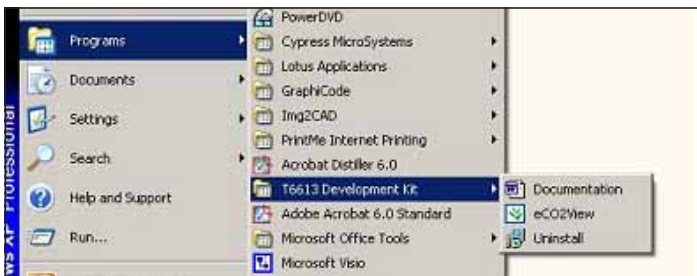 ws XP Professional
Programs
Documents
Settings
Search
Help and Support
Run...
PowerDVD
Cypress MicroSystems
Lotus Applications
GraphiCode
Img2CAD
PrintMe Internet Printing
Acrobat Distiller 6.0
T6613 Development Kit
Adobe Acrobat 6.0 Standard
Microsoft Office Tools
Microsoft Visio
Documentation
eCO2View
Uninstall